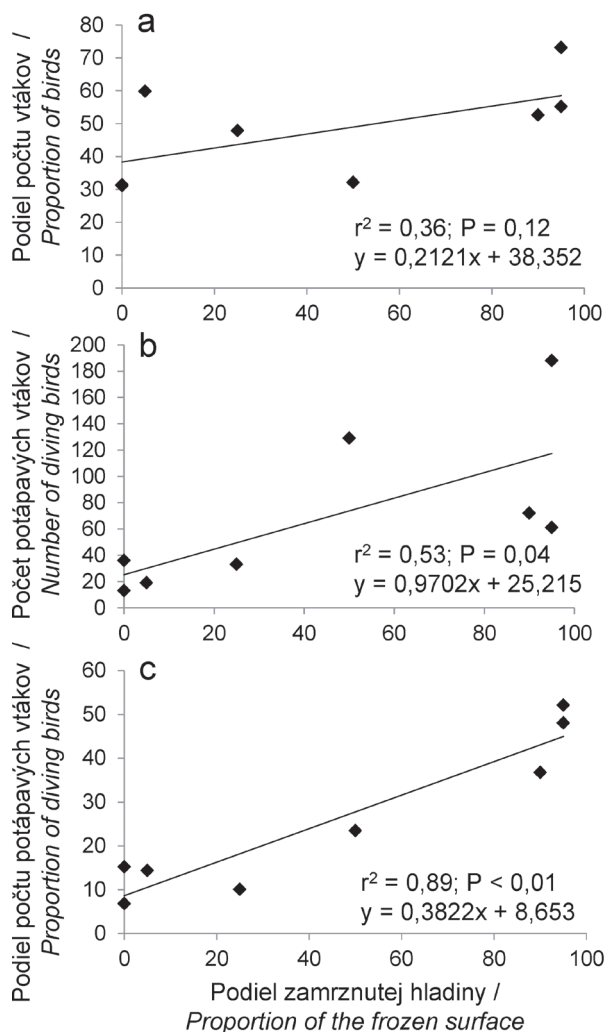 a
Podiel počtu vtákov /
Proportion of birds
80
70
60
50
40
30
20
10
0
r² = 0,36; P = 0,12
y = 0,2121x + 38,352
0 20 40 60 80 100
b
Počet potápavých vtákov /
Number of diving birds
200
180
160
140
120
100
80
60
40
20
0
r² = 0,53; P = 0,04
y = 0,9702x + 25,215
0 20 40 60 80 100
c
Podiel počtu potápavých vtákov /
Proportion of diving birds
60
50
40
30
20
10
0
r² = 0,89; P < 0,01
y = 0,3822x + 8,653
0 20 40 60 80 100
Podiel zamrznutej hladiny /
Proportion of the frozen surface